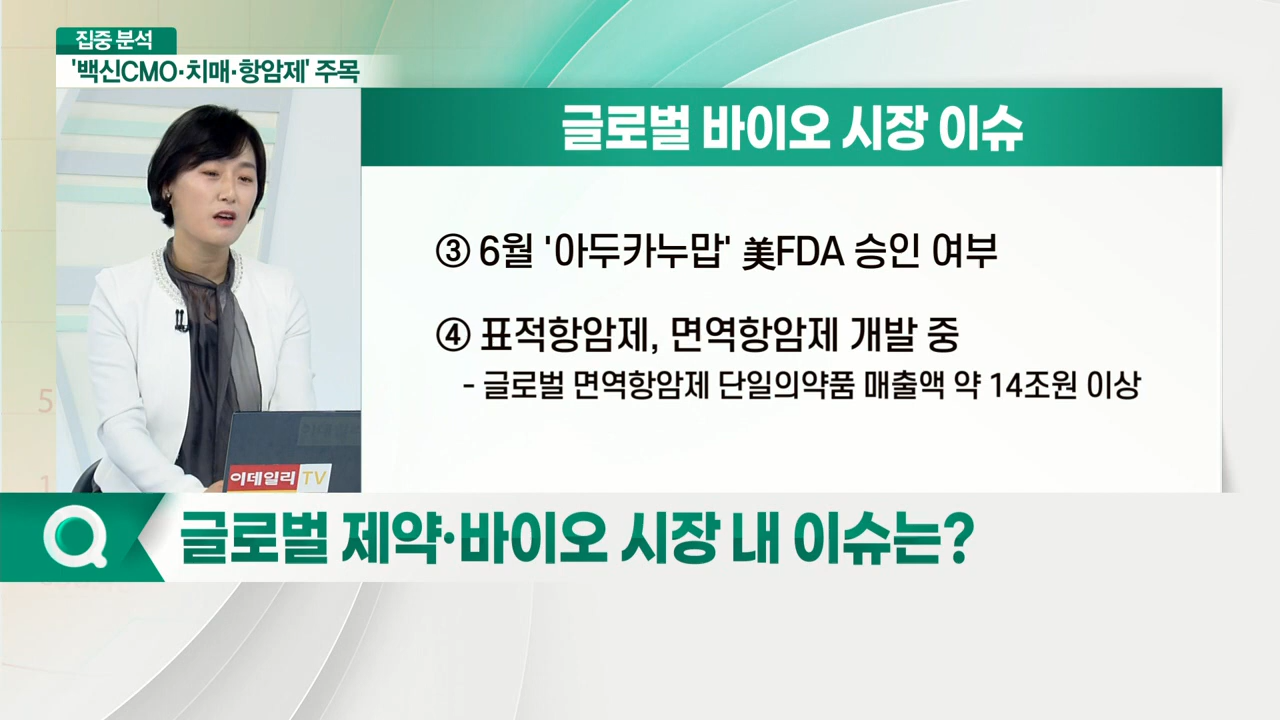 집중 분석
'백신CMO·치매·항암제' 주목
글로벌 바이오 시장 이슈
③ 6월 '아두카누맙' 美FDA 승인 여부
④ 표적항암제, 면역항암제 개발 중
- 글로벌 면역항암제 단일의약품 매출액 약 14조원 이상
이데일리 TV
Q 글로벌 제약·바이오 시장 내 이슈는?
5
1